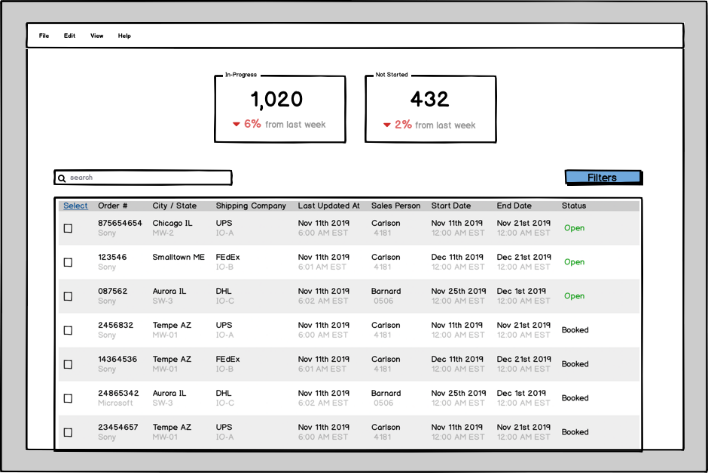 File Edit View Help
In-Progress Not Started
1,020 432
6% from last week 2% from last week
search Filters
Select Order # City / State Shipping Company Last Updated At Sales Person Start Date End Date Status
875654654 Chicago IL UPS Nov 11th 2019 Carlson Nov 11th 2019 Nov 21st 2019 Open
Sony MW-2 IO-A 6:00 AM EST 4181 12:00 AM EST 12:00 AM EST
123546 Smalltown ME FEdEx Nov 11th 2019 Carlson Dec 11th 2019 Dec 21st 2019 Open
Sony IO-B 6:01 AM EST 4181 12:00 AM EST 12:00 AM EST
087562 Aurora IL DHL Nov 11th 2019 Barnard Nov 25th 2019 Dec 1st 2019 Open
Sony SW-3 IO-C 6:02 AM EST 0506 12:00 AM EST 12:00 AM EST
2456832 Tempe AZ UPS Nov 11th 2019 Carlson Nov 11th 2019 Nov 21st 2019 Booked
Sony MW-01 IO-A 6:00 AM EST 4181 12:00 AM EST 12:00 AM EST
14364536 Tempe AZ FEdEx Nov 11th 2019 Carlson Dec 11th 2019 Dec 21st 2019 Booked
Sony MW-01 IO-B 6:01 AM EST 4181 12:00 AM EST 12:00 AM EST
24865342 Aurora IL DHL Nov 11th 2019 Barnard Nov 25th 2019 Dec 1st 2019 Booked
Microsoft SW-3 IO-C 6:02 AM EST 0506 12:00 AM EST 12:00 AM EST
23454657 Tempe AZ UPS Nov 11th 2019 Carlson Nov 11th 2019 Nov 21st 2019 Booked
Sony MW-01 IO-A 6:00 AM EST 4181 12:00 AM EST 12:00 AM EST